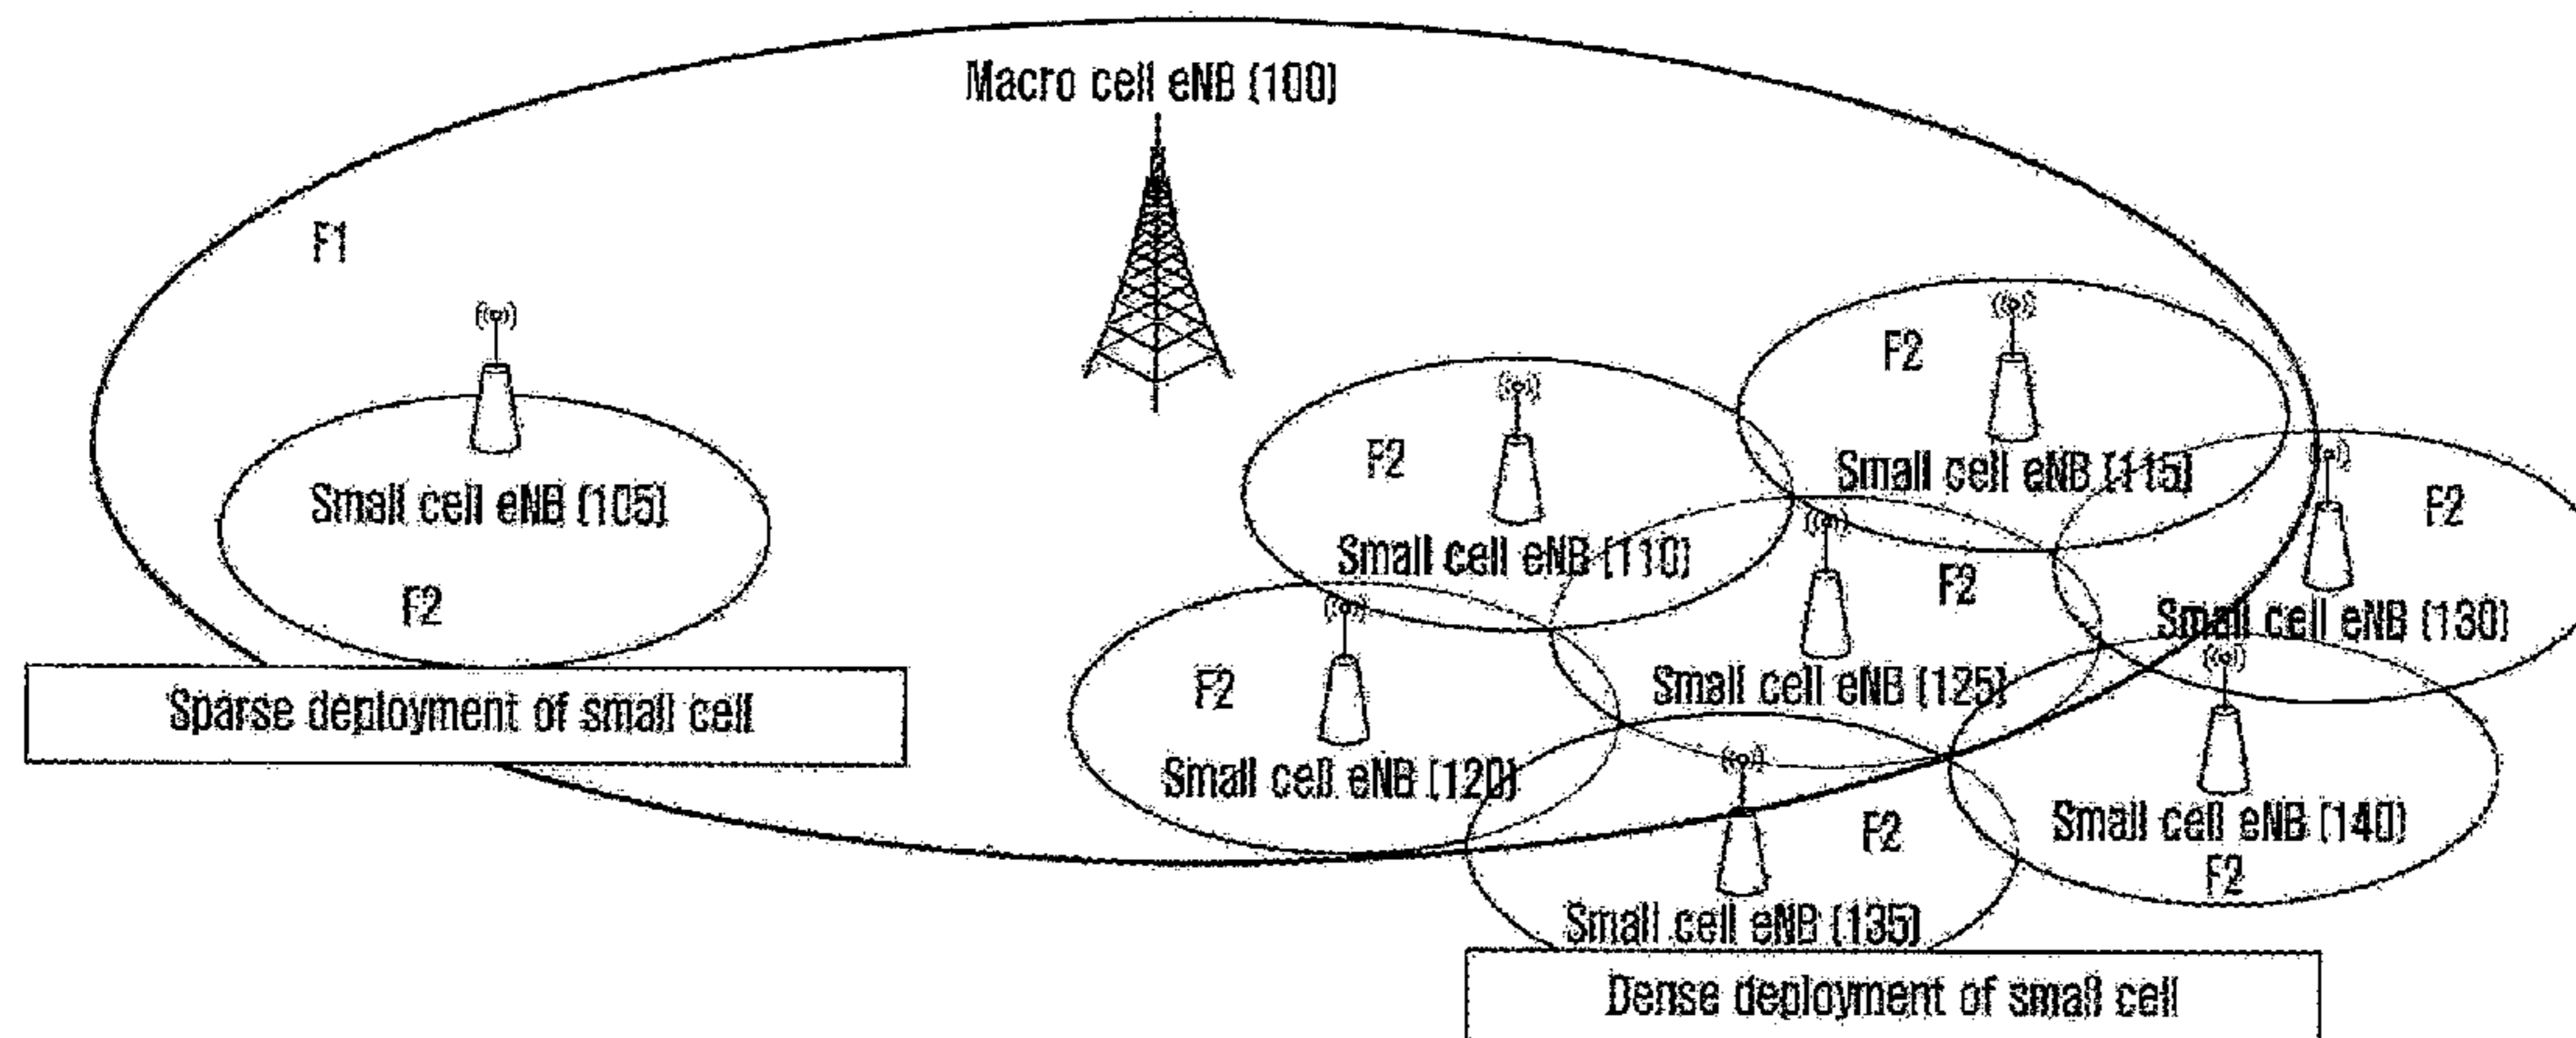 Macro cell eNB (100)
F1
F2
Small cell eNB (115)
F2
Small cell eNB (110)
Small cell eNB (105)
F2
F2
Small cell eNB (130)
F2
Small cell eNB (125)
F2
Small cell eNB (120)
Sparse deployment of small cell
F2
Small cell eNB (140)
F2
Small cell eNB (135)
Dense deployment of small cell